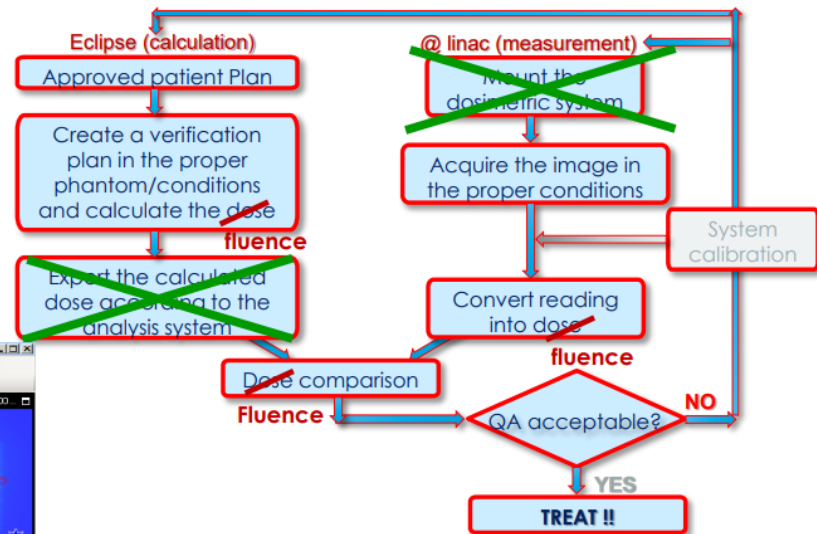 Eclipse (calculation)
Approved patient Plan
Create a verification
plan in the proper
phantom/conditions
and calculate the dose
fluence
Export the calculated
dose according to the
analysis system
@ linac (measurement)
Mount the
dosimetric system
Acquire the image in
the proper conditions
System
calibration
Convert reading
into dose
fluence
Dose comparison
Fluence
QA acceptable?
NO
YES
TREAT !!